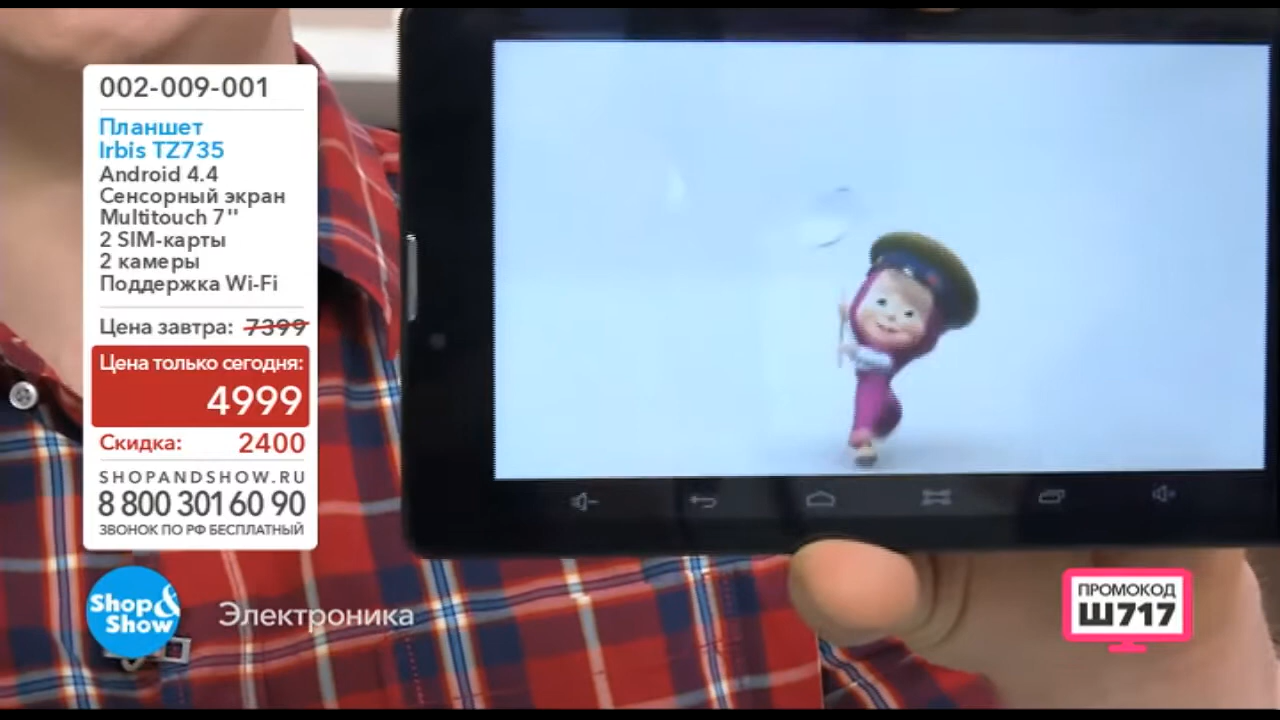 002-009-001
Планшет
Irbis TZ735
Android 4.4
Сенсорный экран
Multitouch 7''
2 SIM-карты
2 камеры
Поддержка Wi-Fi
Цена завтра: 7399
Цена только сегодня:
4999
Скидка: 2400
SHOPANDSHOW.RU
8 800 301 60 90
ЗВОНОК ПО РФ БЕСПЛАТНЫЙ
Shop&
Show
Электроника
ПРОМОКОД
Ш717